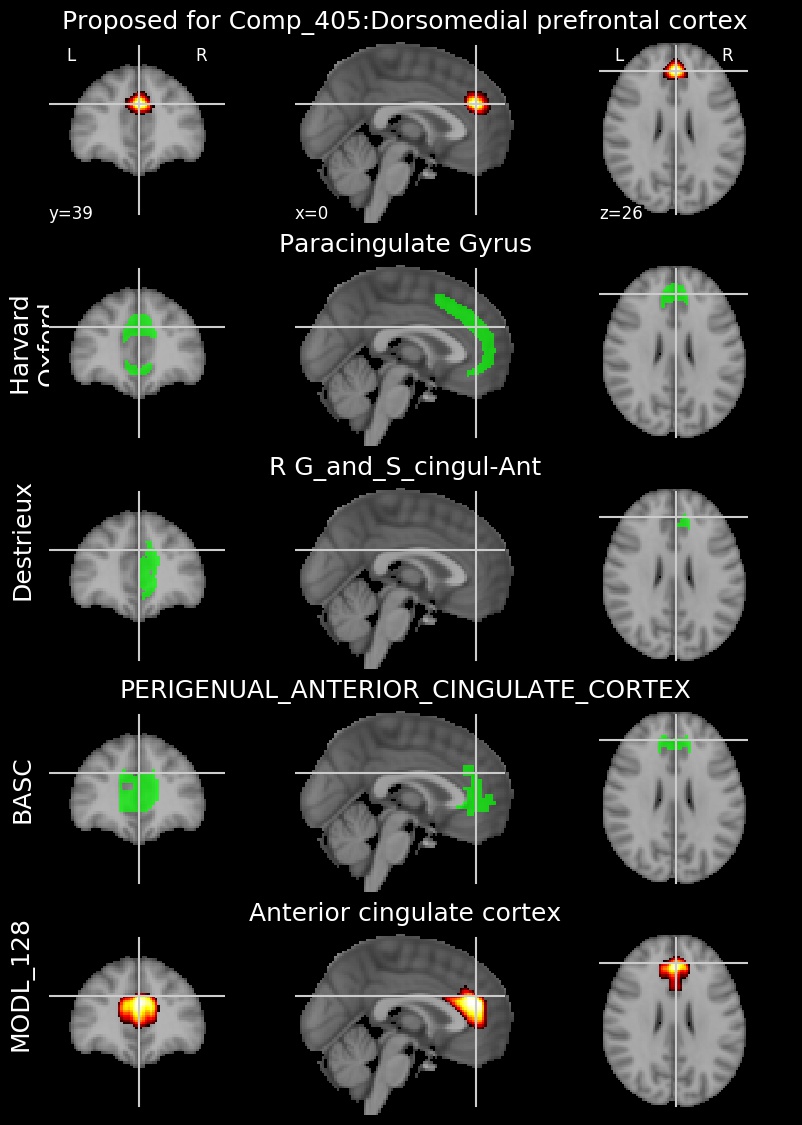 Proposed for Comp_405:Dorsomedial prefrontal cortex
L R L R
y=39 x=0 z=26
Paracingulate Gyrus
Harvard
Oxford
R G_and_S_cingul-Ant
Destrieux
PERIGENUAL_ANTERIOR_CINGULATE_CORTEX
BASC
Anterior cingulate cortex
MODL_128